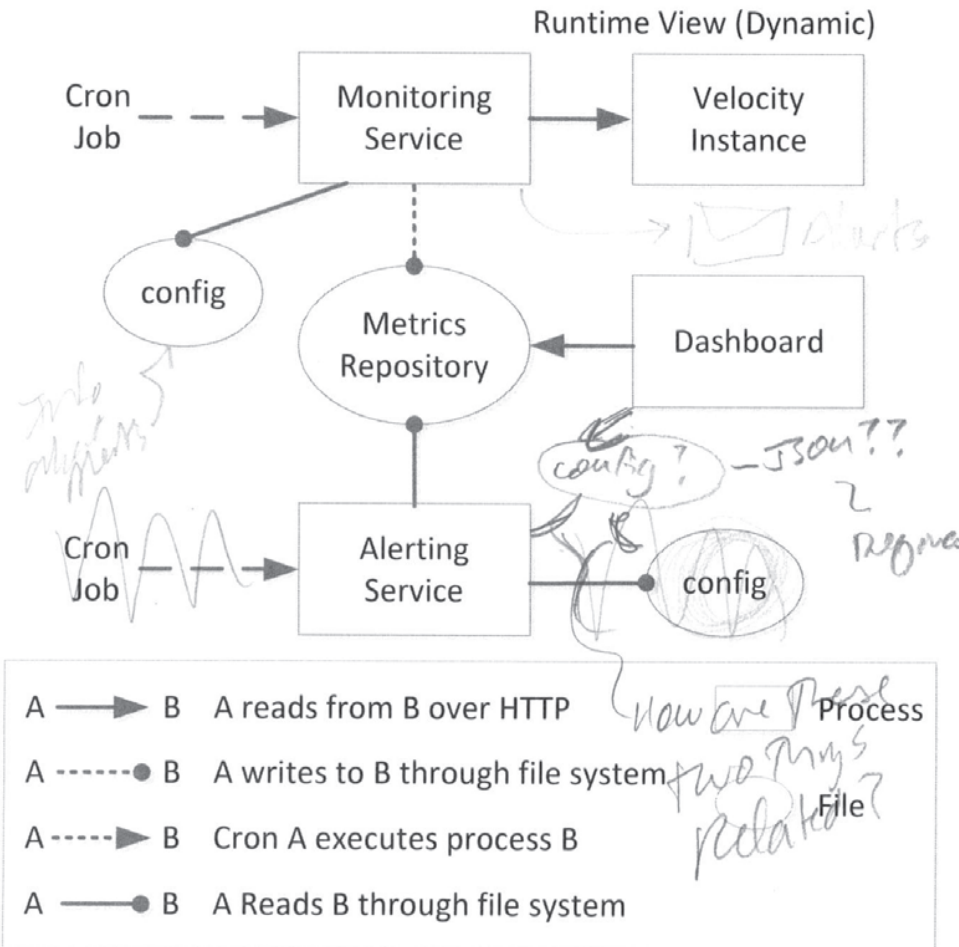 Runtime View (Dynamic)
Cron
Job
Monitoring
Service
Velocity
Instance
Alerts
config
Metrics
Repository
Dashboard
config? – JSON??
Cron
Job
Alerting
Service
config
A B A reads from B over HTTP
Process
A B A writes to B through file system
File
A B Cron A executes process B
A B A Reads B through file system
How are these
two things
related?